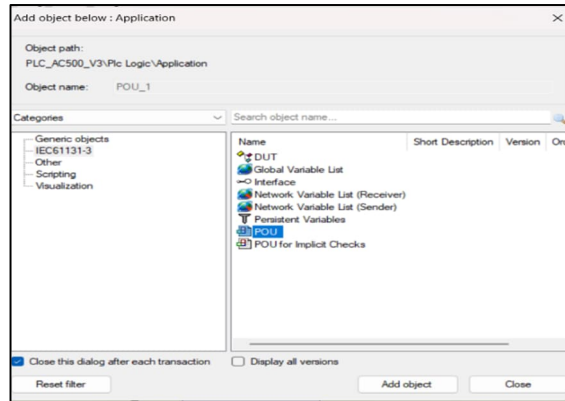 Add object below : Application
Object path:
PLC_AC500_V3\Plc Logic\Application
Object name: POU_1
Categories
Search object name...
Generic objects
IEC61131-3
Other
Scripting
Visualization
Name Short Description Version On
DUT
Global Variable List
Interface
Network Variable List (Receiver)
Network Variable List (Sender)
Persistent Variables
POU
POU for Implicit Checks
Close this dialog after each transaction
Display all versions
Reset filter
Add object
Close